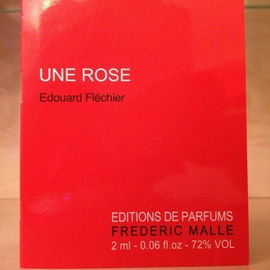 UNE ROSE
Edouard Fléchier
EDITIONS DE PARFUMS
FREDERIC MALLE
2 ml - 0.06 fl.oz - 72% VOL